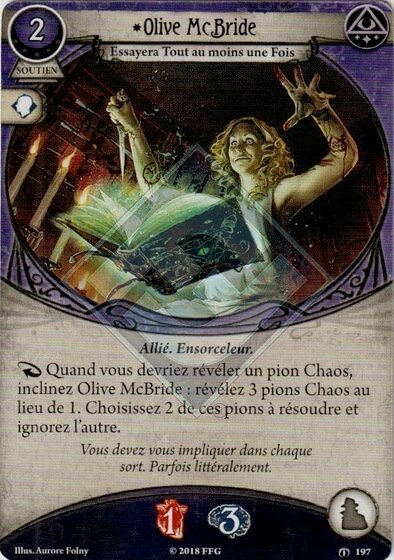 2
Olive McBride
SOUTIEN
Essayera Tout au moins une Fois
Allié. Ensorceleur.
Quand vous devriez révéler un pion Chaos,
inclinez Olive McBride : révélez 3 pions Chaos au
lieu de 1. Choisissez 2 de ces pions à résoudre et
ignorez l'autre.
Vous devez vous impliquer dans chaque
sort. Parfois littéralement.
1 3
Illus. Aurore Folny © 2018 FFG 197